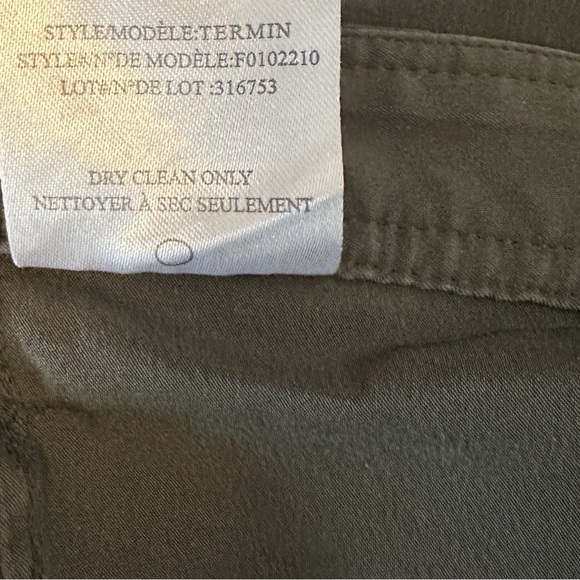 STYLE/MODÈLE:TERMIN
STYLE#/N°DE MODÈLE:F0102210
LOT#/N°DE LOT :316753
DRY CLEAN ONLY
NETTOYER À SEC SEULEMENT